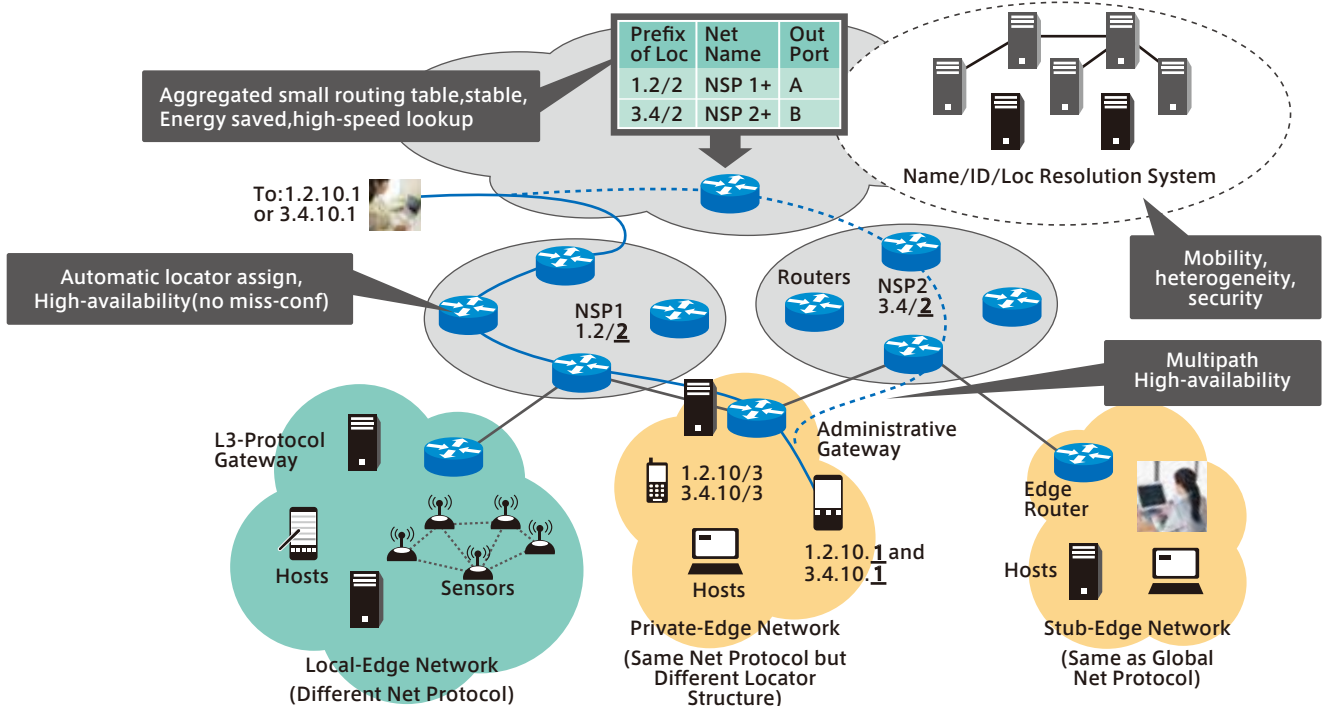 Prefix of Loc
Net Name
Out Port
1.2/2 NSP 1+ A
3.4/2 NSP 2+ B
Aggregated small routing table,stable,
Energy saved,high-speed lookup
Name/ID/Loc Resolution System
To:1.2.10.1
or 3.4.10.1
Automatic locator assign,
High-availability(no miss-conf)
NSP1
1.2/2
Routers
NSP2
3.4/2
Mobility,
heterogeneity,
security
Multipath
High-availability
L3-Protocol
Gateway
Hosts
Sensors
Local-Edge Network
(Different Net Protocol)
Administrative
Gateway
1.2.10/3
3.4.10/3
Hosts
1.2.10.1 and
3.4.10.1
Private-Edge Network
(Same Net Protocol but
Different Locator
Structure)
Edge
Router
Hosts
Stub-Edge Network
(Same as Global
Net Protocol)